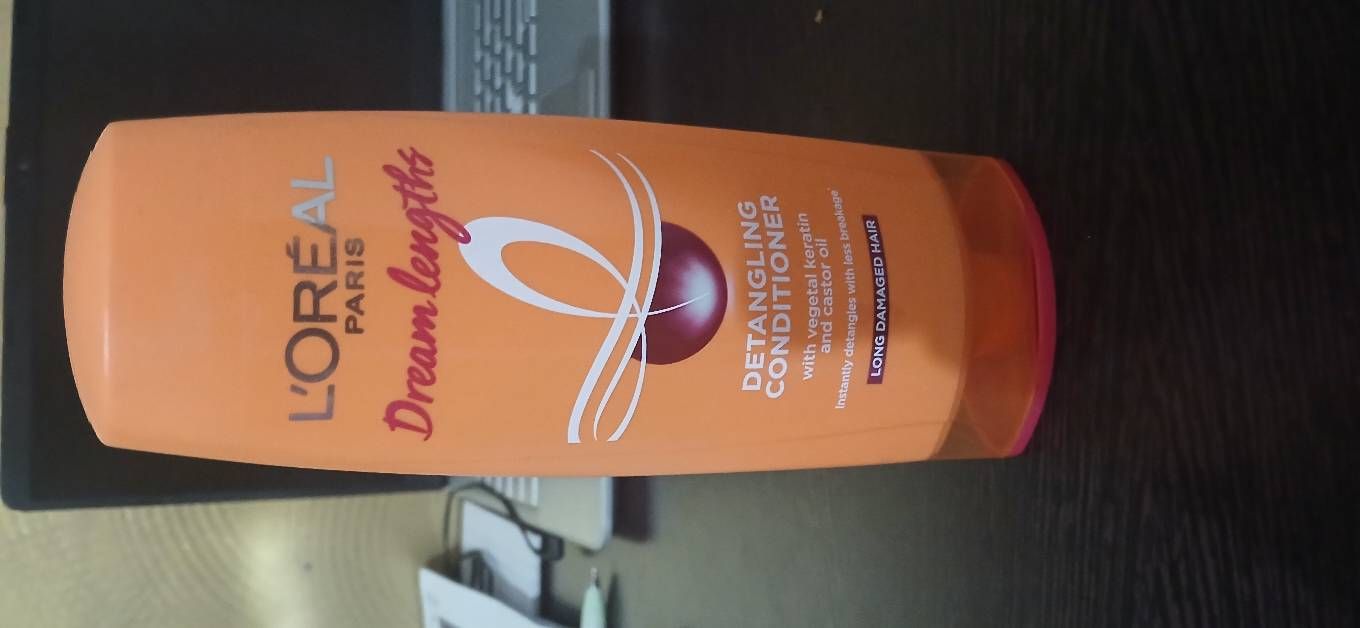 L'ORÉAL
PARIS
Dream lengths
DETANGLING
CONDITIONER
with vegetal keratin
and castor oil
Instantly detangles with less breakage*
LONG DAMAGED HAIR